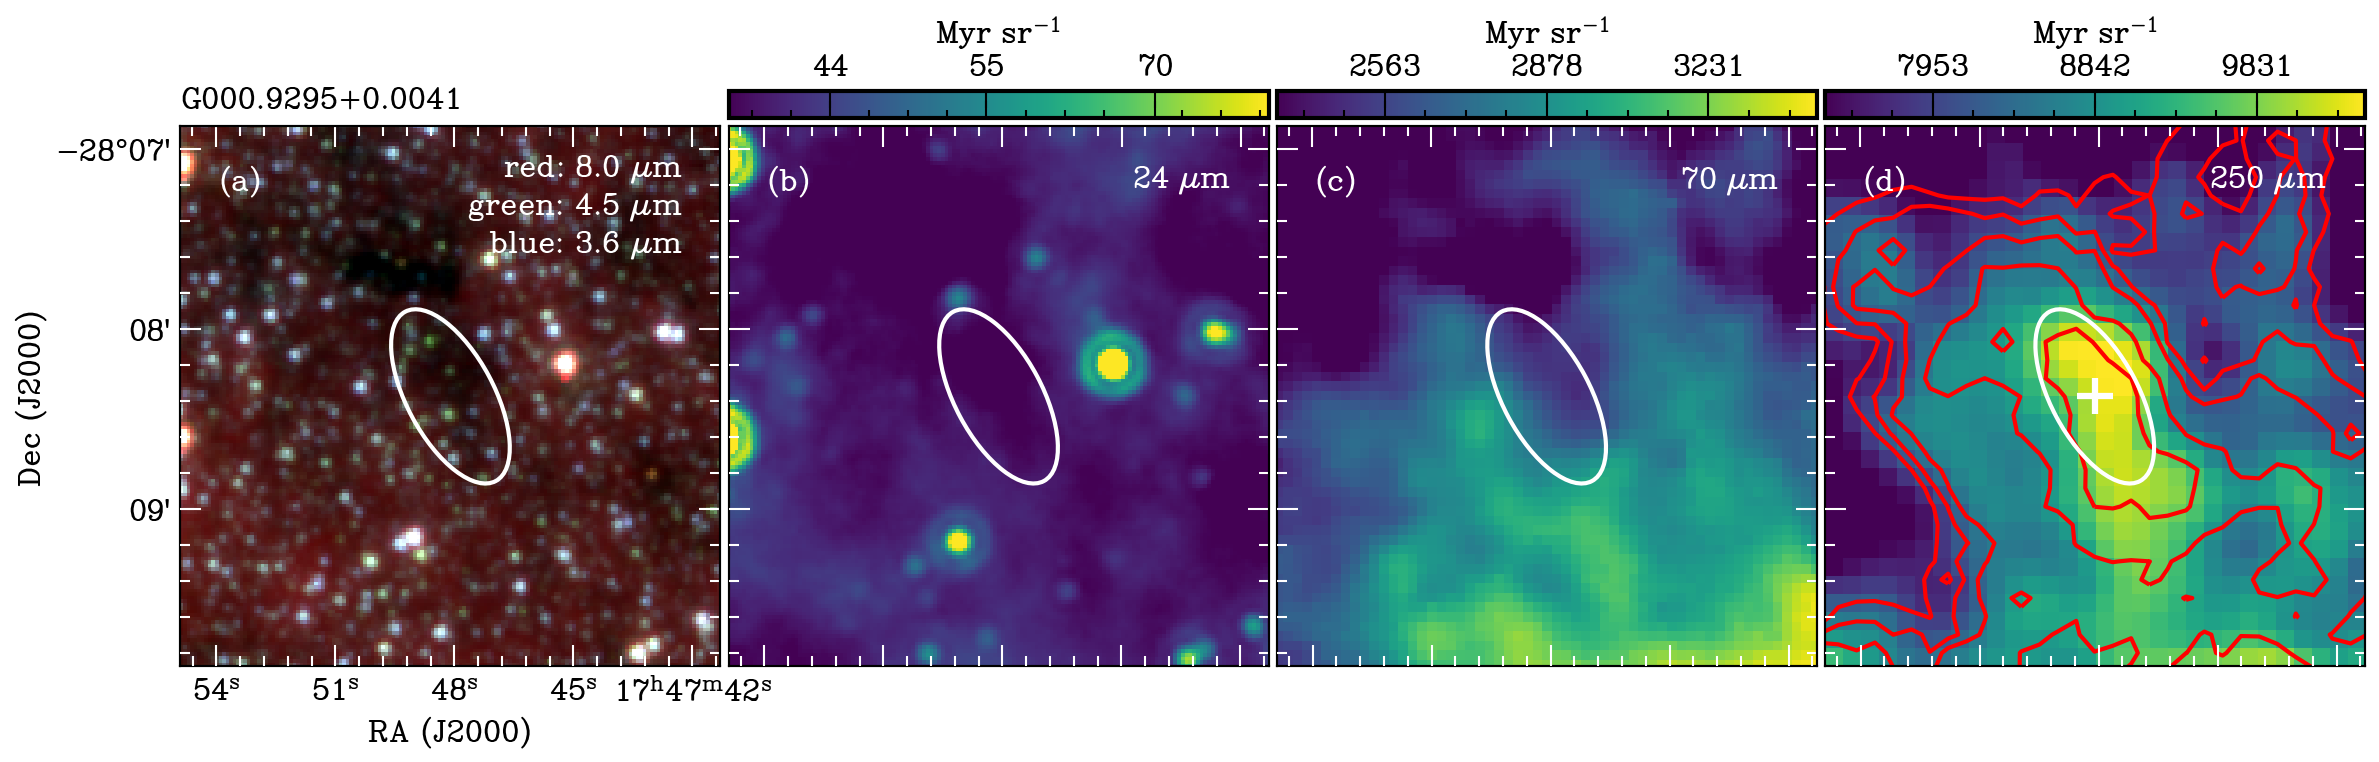 G000.9295+0.0041
Myr sr⁻¹
44 55 70
Myr sr⁻¹
2563 2878 3231
Myr sr⁻¹
7953 8842 9831
(a)
red: 8.0 μm
green: 4.5 μm
blue: 3.6 μm
(b)
24 μm
(c)
70 μm
(d)
250 μm
Dec (J2000)
−28°07'
08'
09'
54ˢ 51ˢ 48ˢ 45ˢ 17ʰ47ᵐ42ˢ
RA (J2000)